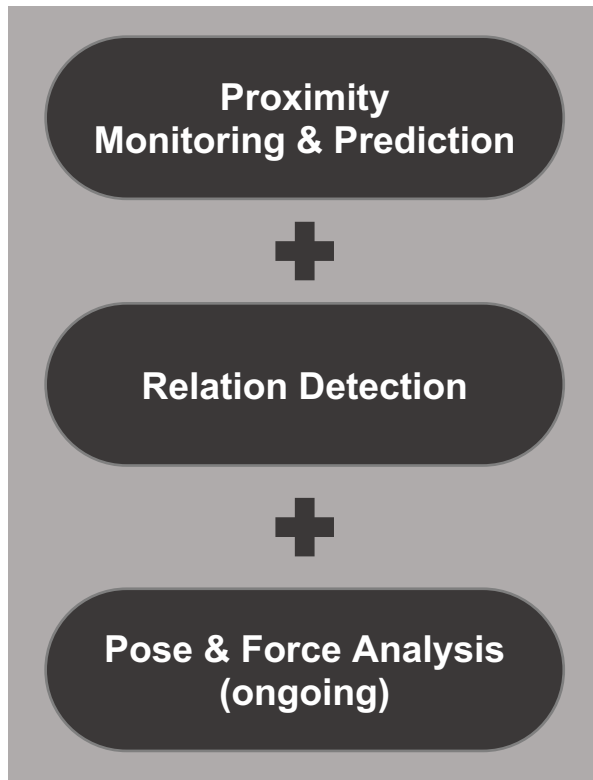 Proximity
Monitoring & Prediction
Relation Detection
Pose & Force Analysis
(ongoing)